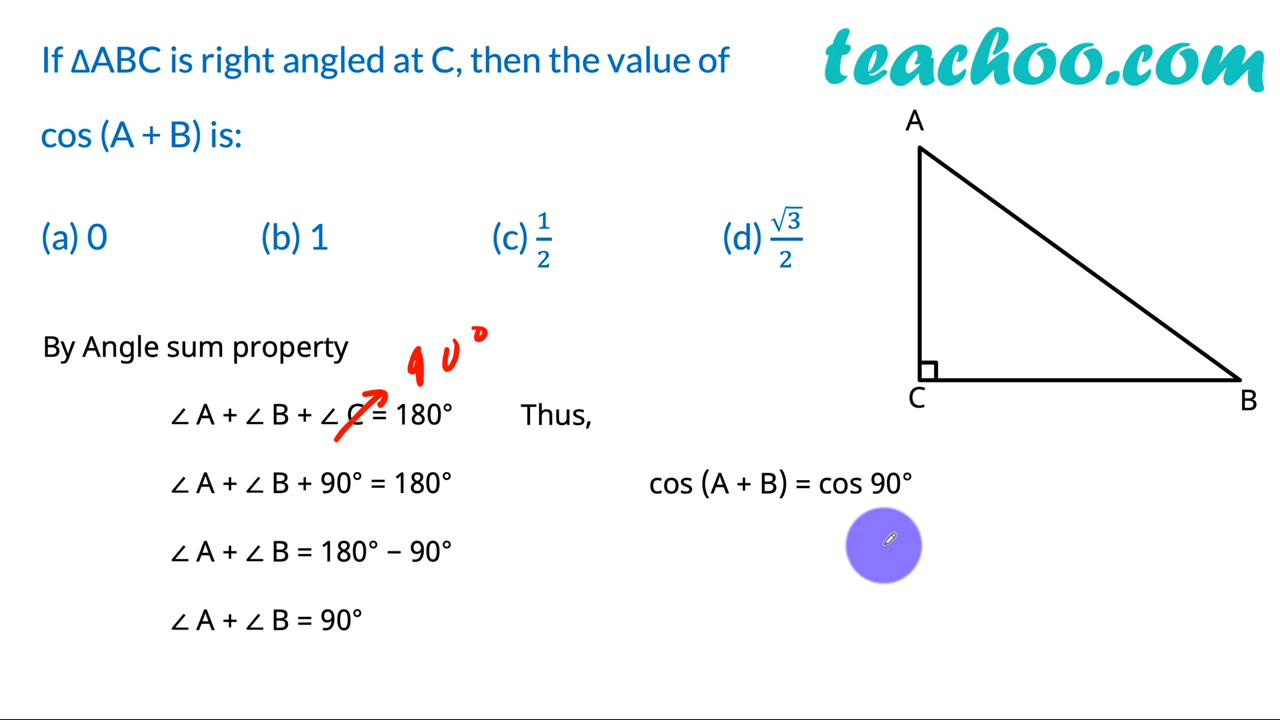 If ∆ABC is right angled at C, then the value of
cos (A + B) is:
teachoo.com
(a) 0 (b) 1 (c) 1/2 (d) √3/2
A
C
B
By Angle sum property
90°
∠ A + ∠ B + ∠ C = 180° Thus,
∠ A + ∠ B + 90° = 180° cos (A + B) = cos 90°
∠ A + ∠ B = 180° − 90°
∠ A + ∠ B = 90°